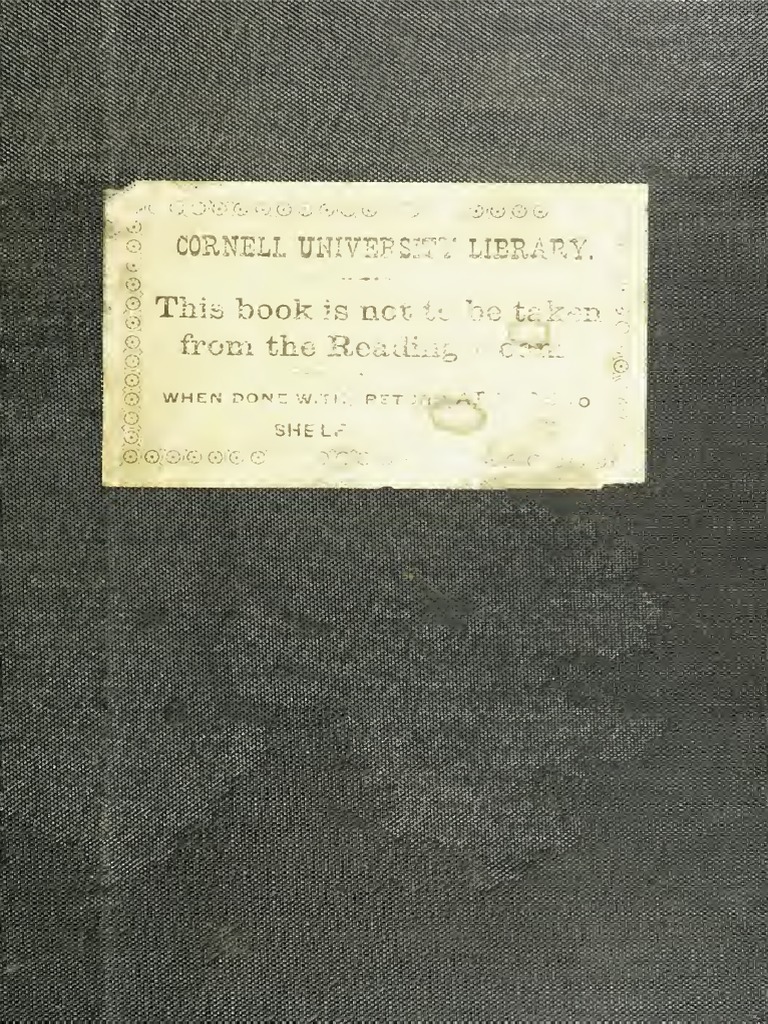 CORNELL UNIVERSITY LIBRARY.
This book is not to be taken
from the Reading Room.
WHEN DONE WITH, RETURN AT ONCE TO
SHELF